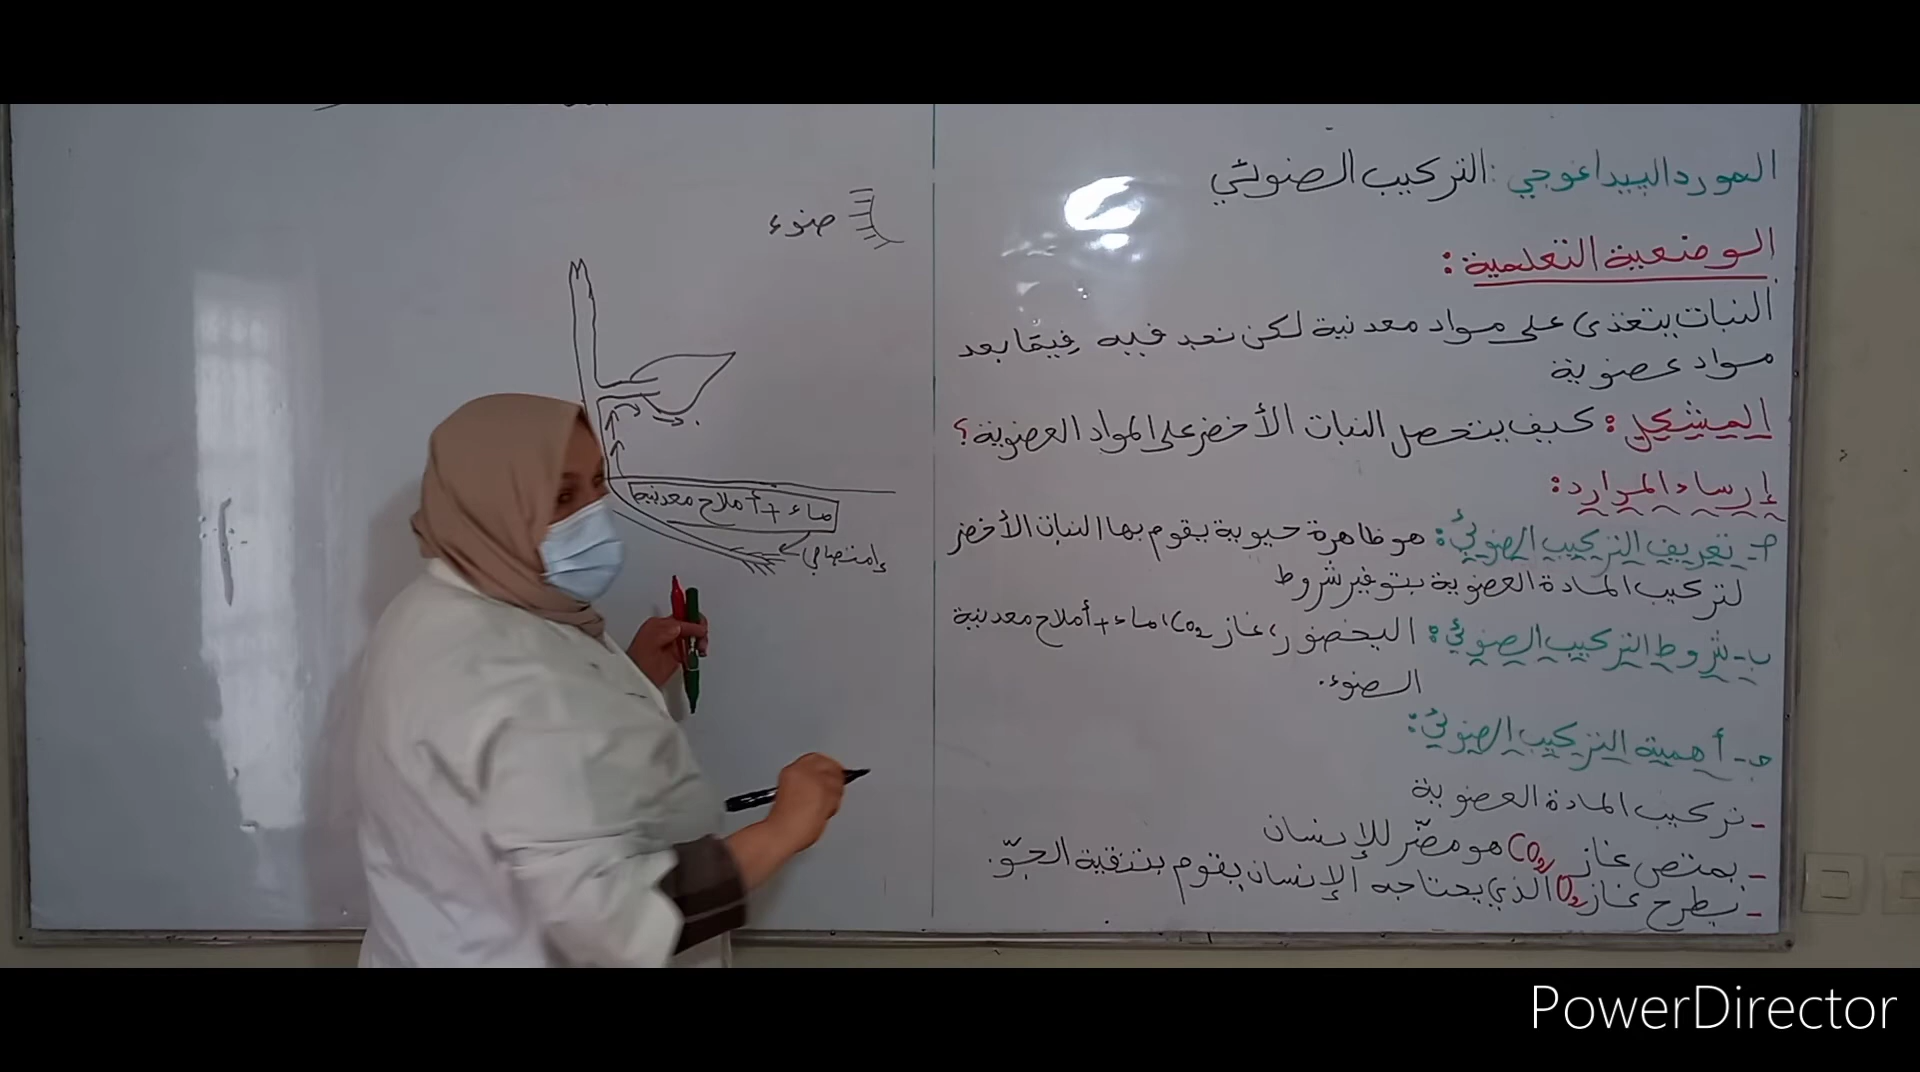 المورد البيداغوجي: التركيب الضوئي
الوضعية التعلمية:
النبات يتغذى على مواد معدنية لكن نجد فيه فِيمَا بعد
مواد عضوية
المشكل: كيف يتحصل النبات الأخضر على المواد العضوية؟
إرساء الموارد:
أ- تعريف التركيب الضوئي: هو ظاهرة حيوية يقوم بها النبات الأخضر
لتركيب المادة العضوية بتوفير شروط
ب- شروط التركيب الضوئي: اليخضور، غاز CO2، ماء + أملاح معدنية
الضوء.
ج- أهمية التركيب الضوئي:
- تركيب المادة العضوية
- يمتص غاز CO2 هو مضرّ للإنسان
- يطرح غاز O2 الذي يحتاجه الإنسان يقوم بتنقية الجوّ.
ضوء
ماء + أملاح معدنية
إمتصاص
PowerDirector